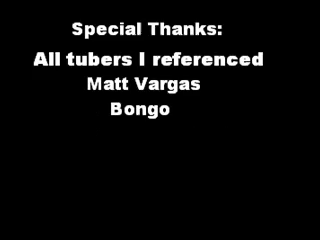 Special Thanks:
All tubers I referenced
Matt Vargas
Bongo